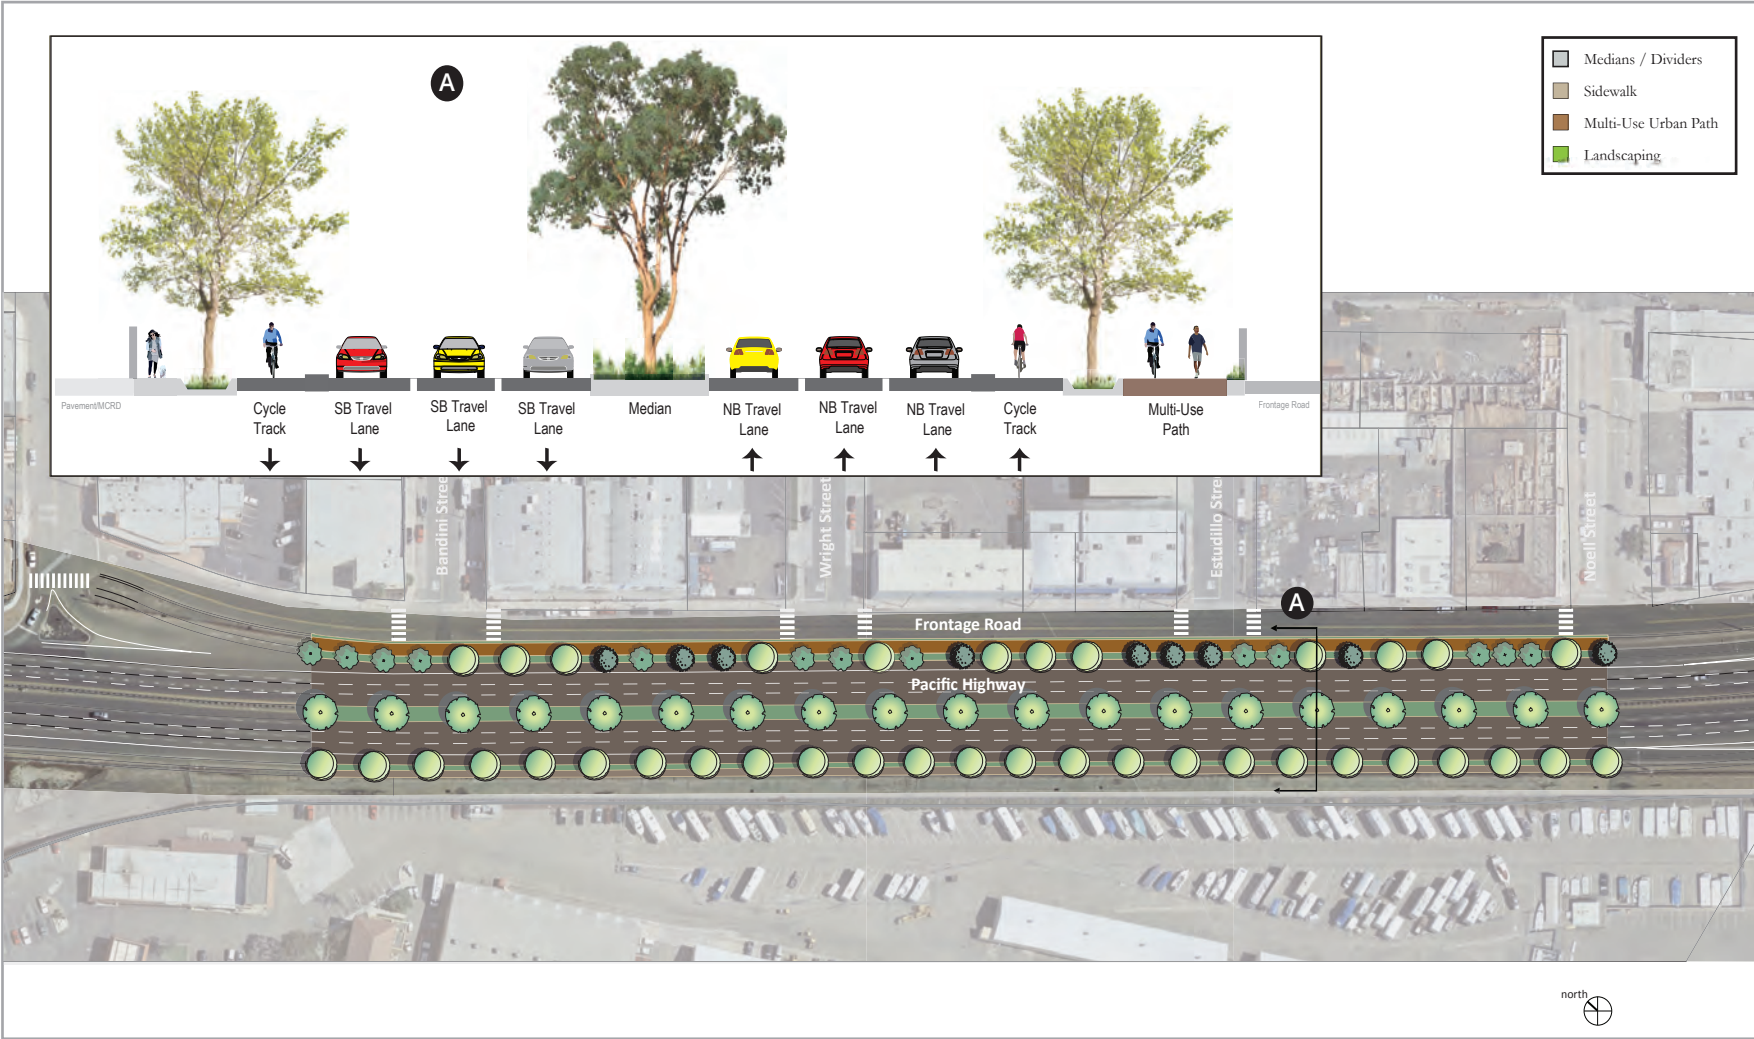 A
Medians / Dividers
Sidewalk
Multi-Use Urban Path
Landscaping
Pavement/MCRD
Cycle
Track
SB Travel
Lane
SB Travel
Lane
SB Travel
Lane
Median
NB Travel
Lane
NB Travel
Lane
NB Travel
Lane
Cycle
Track
Multi-Use
Path
Frontage Road
Bandini Street
Wright Street
Estudillo Street
Noell Street
A
Frontage Road
Pacific Highway
north